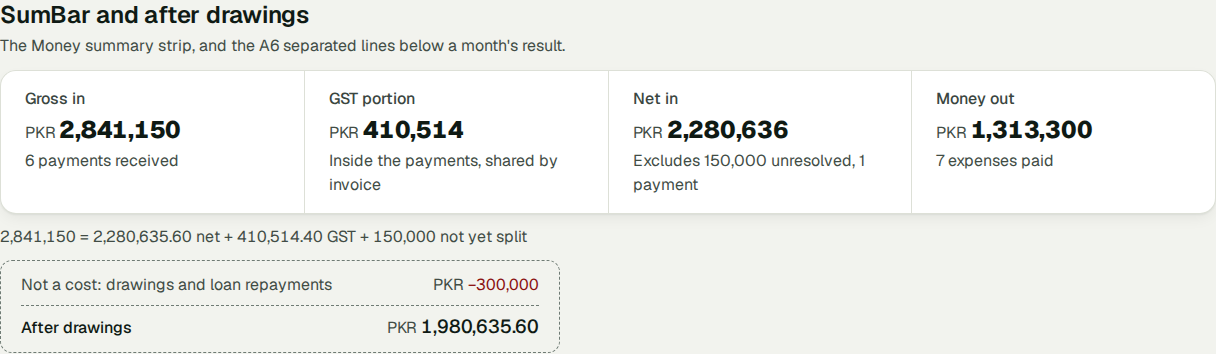 SumBar and after drawings
The Money summary strip, and the A6 separated lines below a month's result.
Gross in
PKR 2,841,150
6 payments received
GST portion
PKR 410,514
Inside the payments, shared by
invoice
Net in
PKR 2,280,636
Excludes 150,000 unresolved, 1
payment
Money out
PKR 1,313,300
7 expenses paid
2,841,150 = 2,280,635.60 net + 410,514.40 GST + 150,000 not yet split
Not a cost: drawings and loan repayments PKR −300,000
After drawings PKR 1,980,635.60